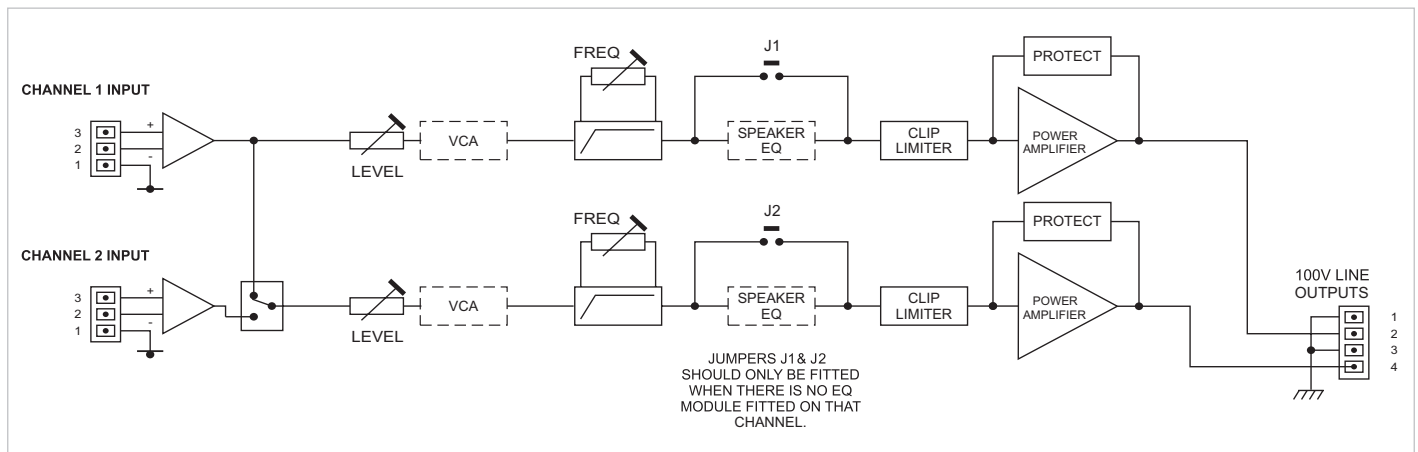 J1
FREQ
PROTECT
CHANNEL 1 INPUT
3
+
2
-
1
LEVEL
VCA
SPEAKER
EQ
CLIP
LIMITER
POWER
AMPLIFIER
J2
FREQ
PROTECT
CHANNEL 2 INPUT
3
+
2
-
1
LEVEL
VCA
SPEAKER
EQ
CLIP
LIMITER
POWER
AMPLIFIER
100V LINE
OUTPUTS
1
2
3
4
JUMPERS J1& J2
SHOULD ONLY BE FITTED
WHEN THERE IS NO EQ
MODULE FITTED ON THAT
CHANNEL.